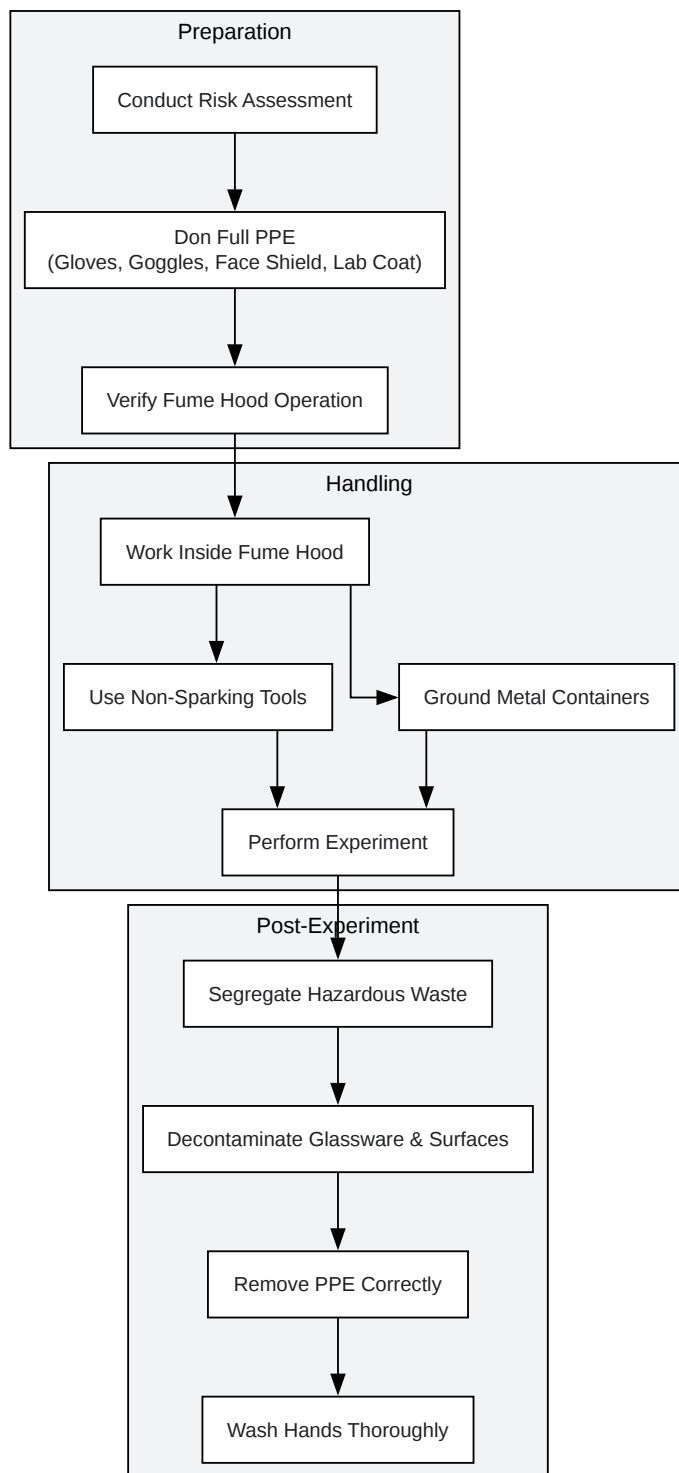 Preparation
Conduct Risk Assessment
Don Full PPE
(Gloves, Goggles, Face Shield, Lab Coat)
Verify Fume Hood Operation
Handling
Work Inside Fume Hood
Use Non-Sparking Tools
Ground Metal Containers
Perform Experiment
Post-Experiment
Segregate Hazardous Waste
Decontaminate Glassware & Surfaces
Remove PPE Correctly
Wash Hands Thoroughly